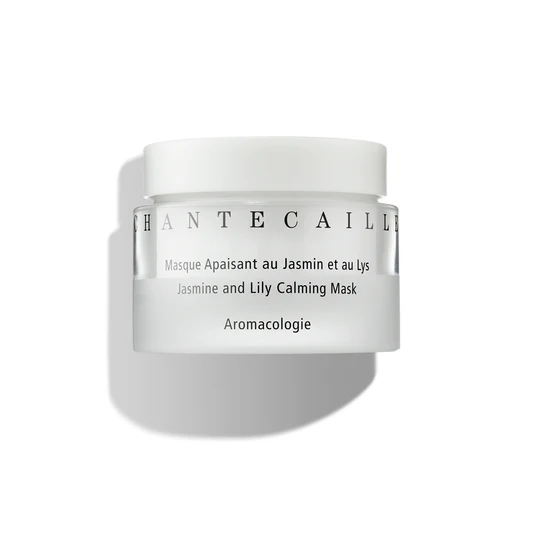 CHANTECAILLE
Masque Apaisant au Jasmin et au Lys
Jasmine and Lily Calming Mask
Aromacologie